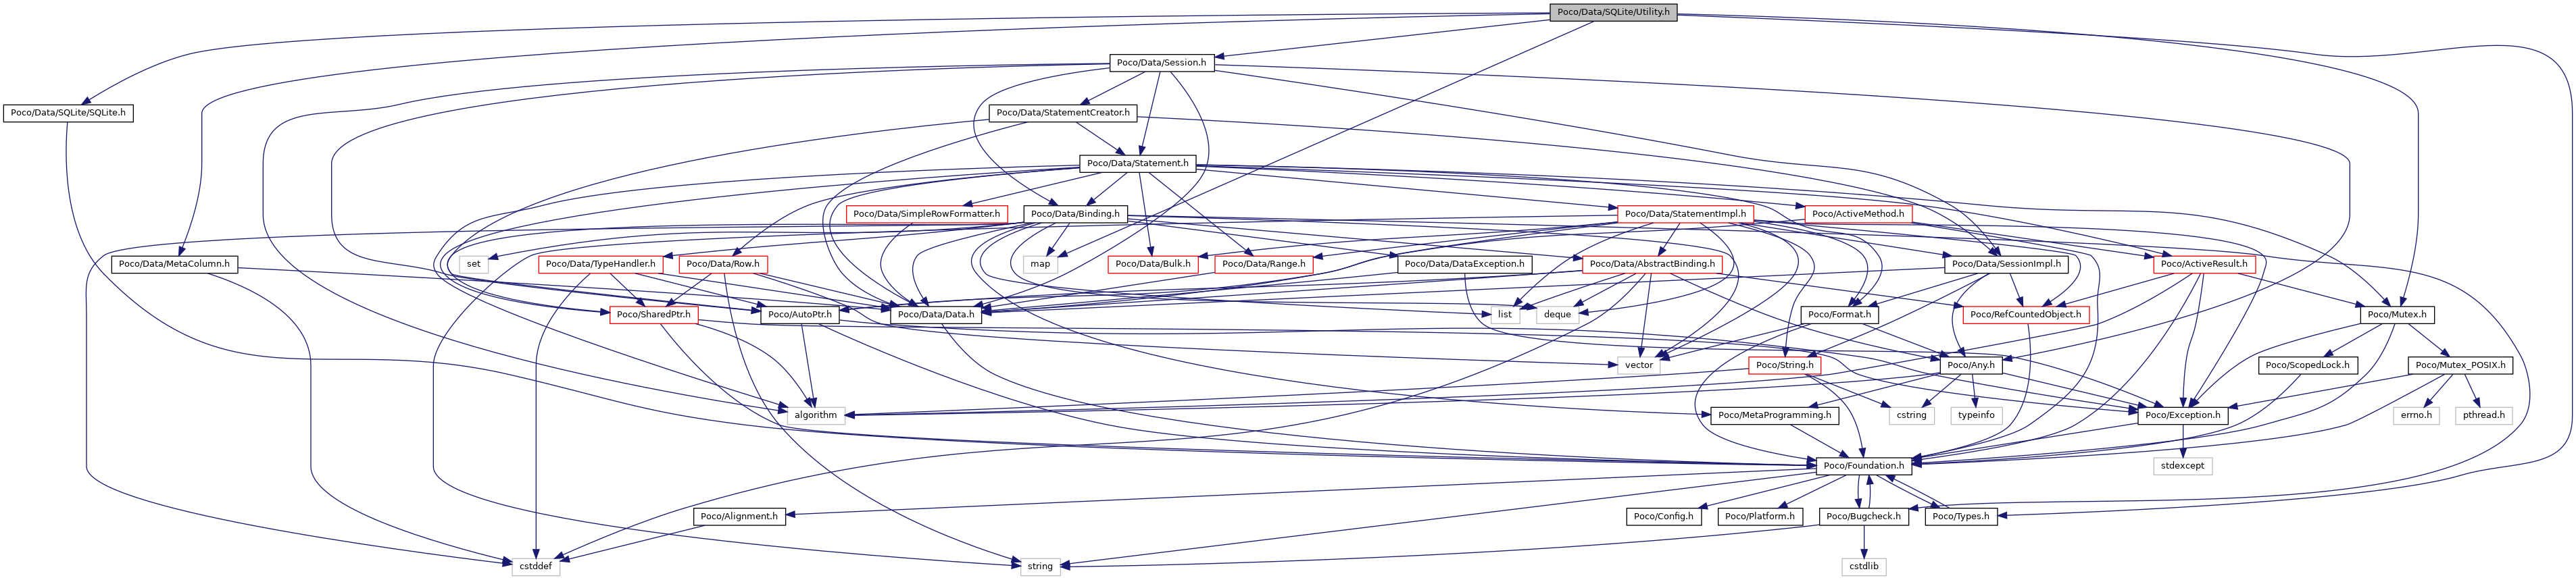 Poco/Data/SQLite/Utility.h
Poco/Data/Session.h
Poco/Data/SQLite/SQLite.h
Poco/Data/StatementCreator.h
Poco/Data/Statement.h
Poco/Data/SimpleRowFormatter.h
Poco/Data/Binding.h
Poco/Data/StatementImpl.h
Poco/ActiveMethod.h
Poco/Data/MetaColumn.h
set
Poco/Data/TypeHandler.h
Poco/Data/Row.h
map
Poco/Data/Bulk.h
Poco/Data/Range.h
Poco/Data/DataException.h
Poco/Data/AbstractBinding.h
Poco/Data/SessionImpl.h
Poco/ActiveResult.h
Poco/SharedPtr.h
Poco/AutoPtr.h
Poco/Data/Data.h
list
deque
Poco/Format.h
Poco/RefCountedObject.h
Poco/Mutex.h
vector
Poco/String.h
Poco/Any.h
Poco/ScopedLock.h
Poco/Mutex_POSIX.h
algorithm
Poco/MetaProgramming.h
cstring
typeinfo
Poco/Exception.h
errno.h
pthread.h
Poco/Foundation.h
stdexcept
Poco/Alignment.h
Poco/Config.h
Poco/Platform.h
Poco/Bugcheck.h
Poco/Types.h
cstddef
string
cstdlib